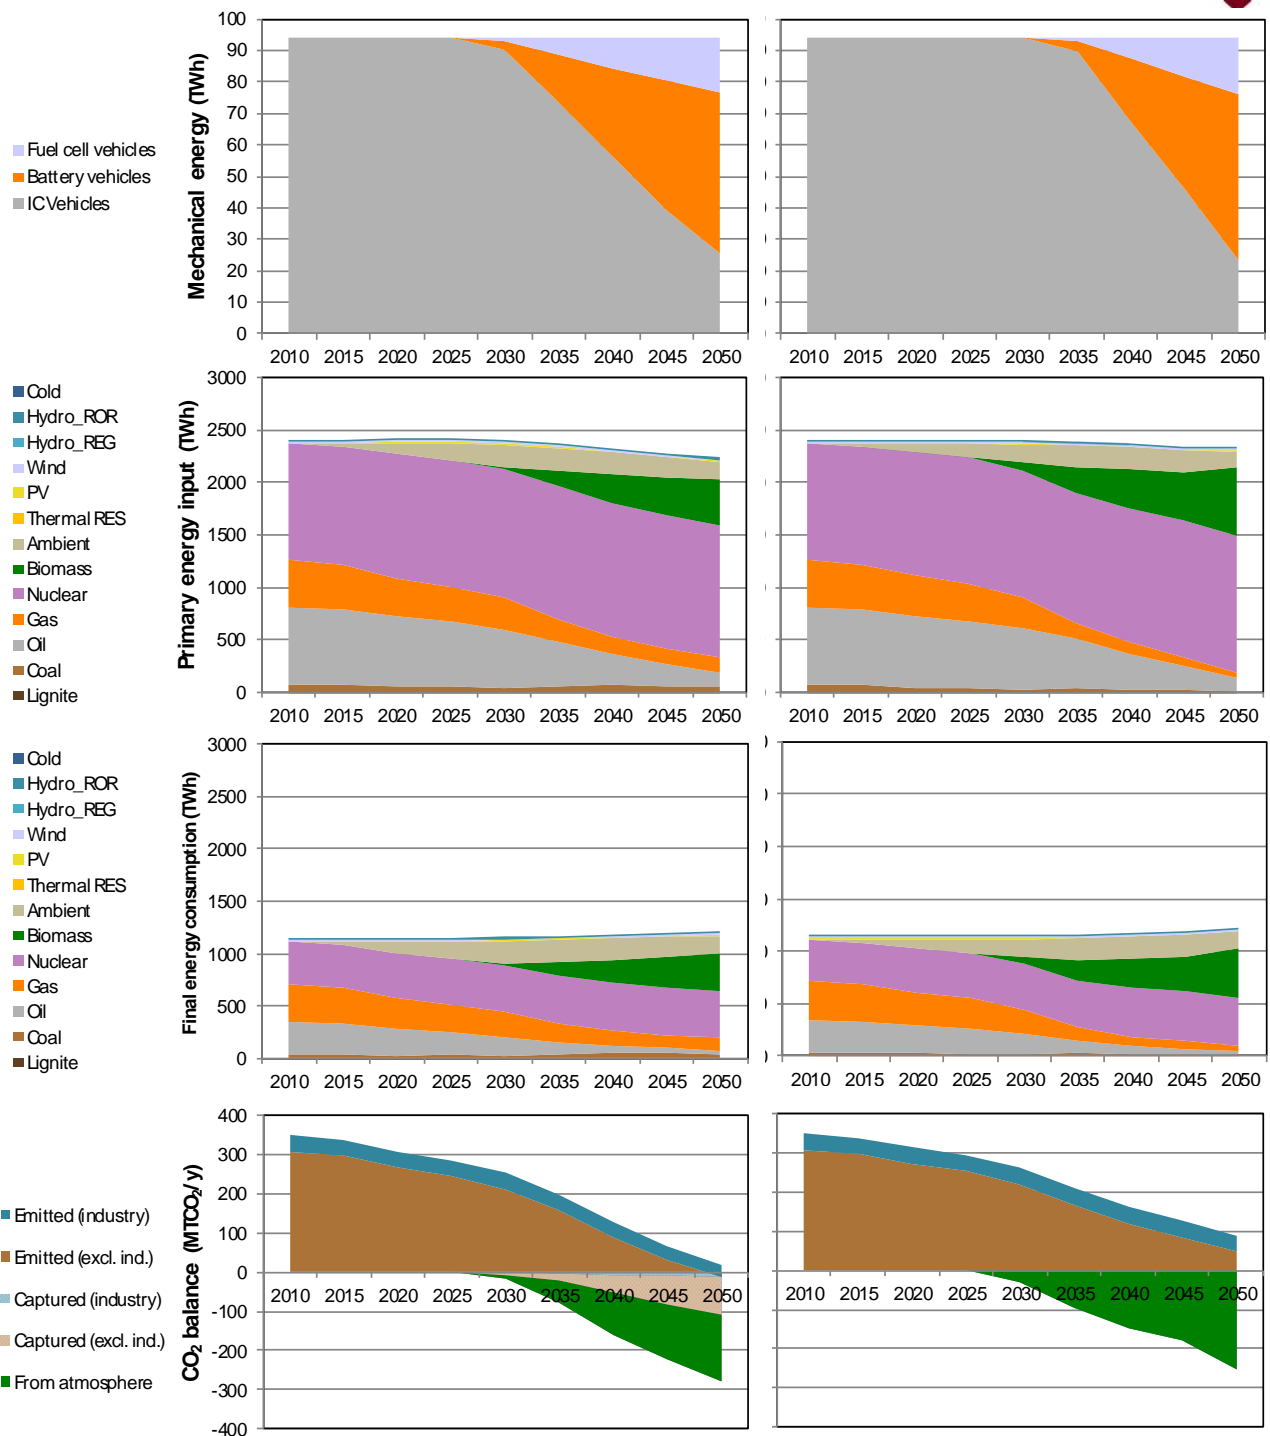 Mechanical energy (TWh)
100
90
80
70
60
50
40
30
20
10
0
Fuel cell vehicles
Battery vehicles
IC Vehicles
2010 2015 2020 2025 2030 2035 2040 2045 2050
2010 2015 2020 2025 2030 2035 2040 2045 2050
Cold
Hydro_ROR
Hydro_REG
Wind
PV
Thermal RES
Ambient
Biomass
Nuclear
Gas
Oil
Coal
Lignite
Primary energy input (TWh)
3000
2500
2000
1500
1000
500
0
2010 2015 2020 2025 2030 2035 2040 2045 2050
2010 2015 2020 2025 2030 2035 2040 2045 2050
Cold
Hydro_ROR
Hydro_REG
Wind
PV
Thermal RES
Ambient
Biomass
Nuclear
Gas
Oil
Coal
Lignite
Final energy consumption (TWh)
3000
2500
2000
1500
1000
500
0
2010 2015 2020 2025 2030 2035 2040 2045 2050
2010 2015 2020 2025 2030 2035 2040 2045 2050
Emitted (industry)
Emitted (excl. ind.)
Captured (industry)
Captured (excl. ind.)
From atmosphere
CO₂ balance (MTCO₂/y)
400
300
200
100
0
-100
-200
-300
-400
2010 2015 2020 2025 2030 2035 2040 2045 2050
2010 2015 2020 2025 2030 2035 2040 2045 2050